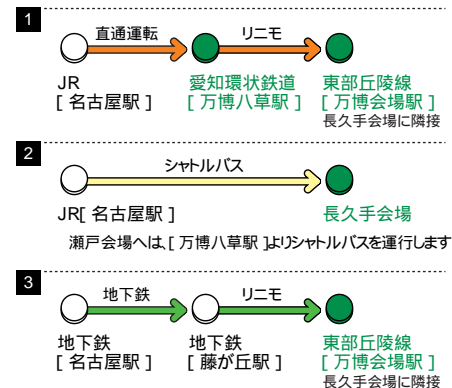 1
直通運転 リニモ
JR 愛知環状鉄道 東部丘陵線
[ 名古屋駅 ] [ 万博八草駅 ] [ 万博会場駅 ]
長久手会場に隣接
2
シャトルバス
JR[ 名古屋駅 ] 長久手会場
瀬戸会場へは、[ 万博八草駅 ]よりシャトルバスを運行します
3
地下鉄 リニモ
地下鉄 地下鉄 東部丘陵線
[ 名古屋駅 ] [ 藤が丘駅 ] [ 万博会場駅 ]
長久手会場に隣接